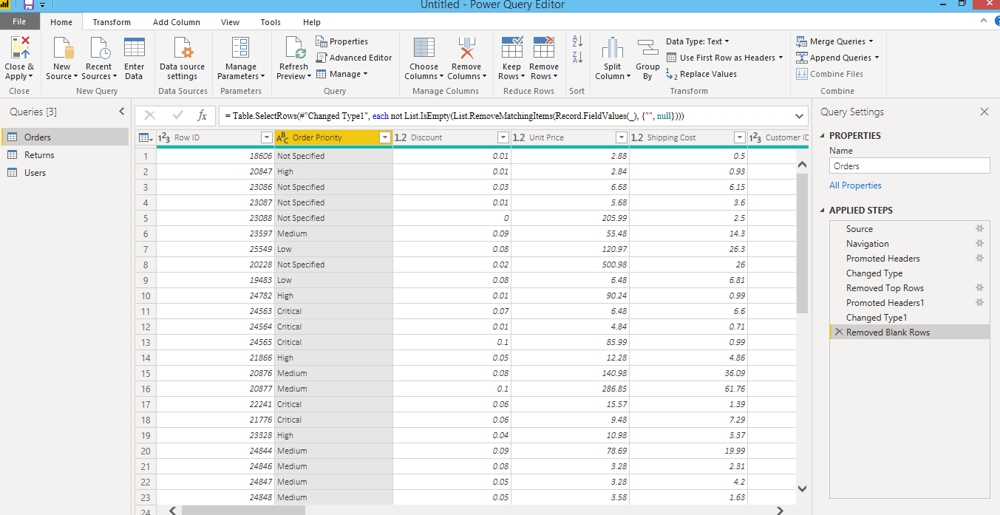 Untitled - Power Query Editor
File Home Transform Add Column View Tools Help
Close & Apply
New Source
Recent Sources
Enter Data
Data source settings
Manage Parameters
Refresh Preview
Properties
Advanced Editor
Manage
Choose Columns
Remove Columns
Keep Rows
Remove Rows
Split Column
Group By
Data Type: Text
Use First Row as Headers
Replace Values
Merge Queries
Append Queries
Combine Files
Close New Query Data Sources Parameters Query Manage Columns Reduce Rows Sort Transform Combine
Queries [3]
Orders
Returns
Users
= Table.SelectRows(#"Changed Type1", each not List.IsEmpty(List.RemoveMatchingItems(Record.FieldValues(_), {"", null})))
Row ID Order Priority 1.2 Discount 1.2 Unit Price 1.2 Shipping Cost Customer ID
1 18606 Not Specified 0.01 2.88 0.5
2 20847 High 0.01 2.84 0.93
3 23086 Not Specified 0.03 6.68 6.15
4 23087 Not Specified 0.01 5.68 3.6
5 23088 Not Specified 0 205.99 2.5
6 23597 Medium 0.09 55.48 14.3
7 25549 Low 0.08 120.97 26.3
8 20228 Not Specified 0.02 500.98 26
9 19483 Low 0.08 6.48 6.81
10 24782 High 0.01 90.24 0.99
11 24563 Critical 0.07 6.48 6.6
12 24564 Critical 0.01 4.84 0.71
13 24565 Critical 0.1 85.99 0.99
14 21866 High 0.05 12.28 4.86
15 20876 Medium 0.08 140.98 36.09
16 20877 Medium 0.1 286.85 61.76
17 22241 Critical 0.06 15.57 1.39
18 21776 Critical 0.06 9.48 7.29
19 23328 High 0.04 10.98 3.37
20 24844 Medium 0.09 78.69 19.99
21 24846 Medium 0.08 3.28 2.31
22 24847 Medium 0.05 3.28 4.2
23 24848 Medium 0.05 3.58 1.63
24
Query Settings
PROPERTIES
Name
Orders
All Properties
APPLIED STEPS
Source
Navigation
Promoted Headers
Changed Type
Removed Top Rows
Promoted Headers1
Changed Type1
Removed Blank Rows